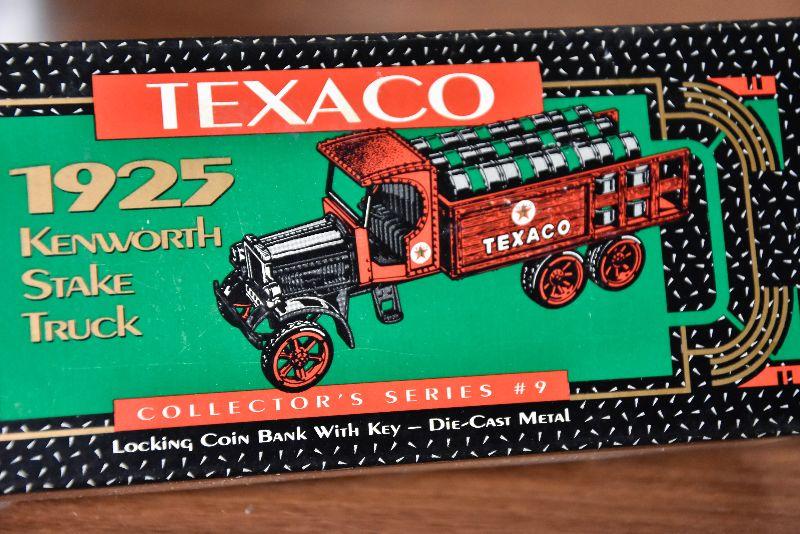 TEXACO
1925
KENWORTH
STAKE
TRUCK
TEXACO
COLLECTOR'S SERIES #9
LOCKING COIN BANK WITH KEY – DIE-CAST METAL